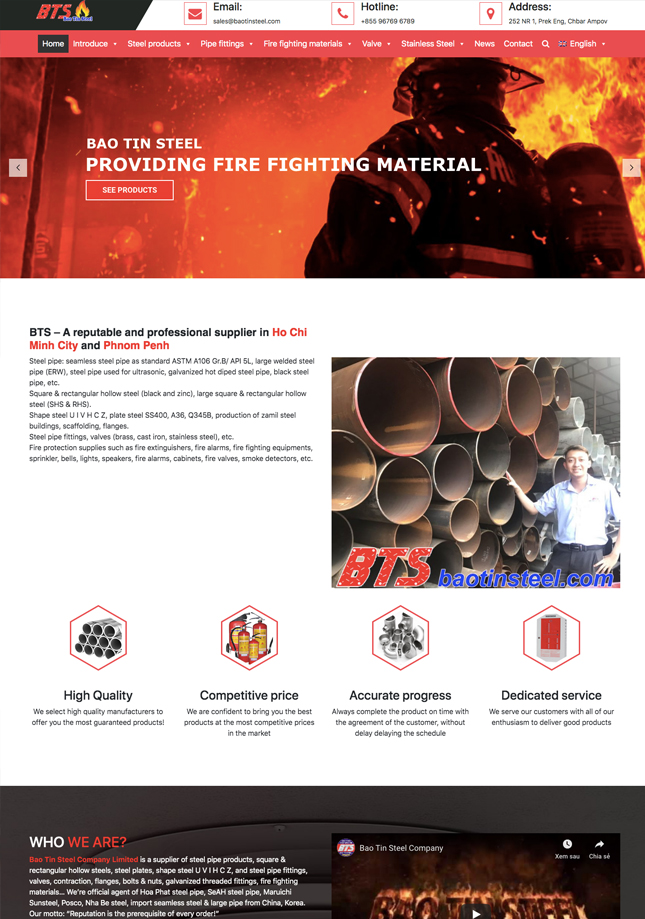 BTS
Bao Tin Steel
Email:
sales@baotinsteel.com
Hotline:
+855 96769 6789
Address:
252 NR 1, Prek Eng, Chbar Ampov
Home Introduce Steel products Pipe fittings Fire fighting materials Valve Stainless Steel News Contact English
BAO TIN STEEL
PROVIDING FIRE FIGHTING MATERIAL
SEE PRODUCTS
BTS – A reputable and professional supplier in Ho Chi
Minh City and Phnom Penh
Steel pipe: seamless steel pipe as standard ASTM A106 Gr.B/ API 5L, large welded steel
pipe (ERW), steel pipe used for ultrasonic, galvanized hot diped steel pipe, black steel
pipe, etc.
Square & rectangular hollow steel (black and zinc), large square & rectangular hollow
steel (SHS & RHS).
Shape steel U I V H C Z, plate steel SS400, A36, Q345B, production of zamil steel
buildings, scaffolding, flanges.
Steel pipe fittings, valves (brass, cast iron, stainless steel), etc.
Fire protection supplies such as fire extinguishers, fire alarms, fire fighting equipments,
sprinkler, bells, lights, speakers, fire alarms, cabinets, fire valves, smoke detectors, etc.
BTS baotinsteel.com
High Quality
We select high quality manufacturers to
offer you the most guaranteed products!
Competitive price
We are confident to bring you the best
products at the most competitive prices
in the market
Accurate progress
Always complete the product on time with
the agreement of the customer, without
delay delaying the schedule
Dedicated service
We serve our customers with all of our
enthusiasm to deliver good products
WHO WE ARE?
Bao Tin Steel Company Limited is a supplier of steel pipe products, square &
rectangular hollow steels, steel plates, shape steel U V I H C Z, and steel pipe fittings,
valves, contraction, flanges, bolts & nuts, galvanized threaded fittings, fire fighting
materials... We're official agent of Hoa Phat steel pipe, SeAH steel pipe, Maruichi
Sunsteel, Posco, Nha Be steel, import seamless steel & large pipe from China, Korea.
Our motto: "Reputation is the prerequisite of every order!"
BTS
Bao Tin Steel Company
Xem sau
Chia sẻ